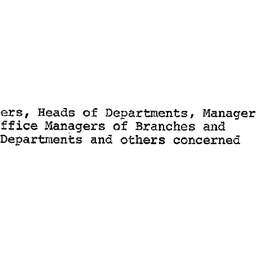 ers, Heads of Departments, Manager
ffice Managers of Branches and
Departments and others concerned